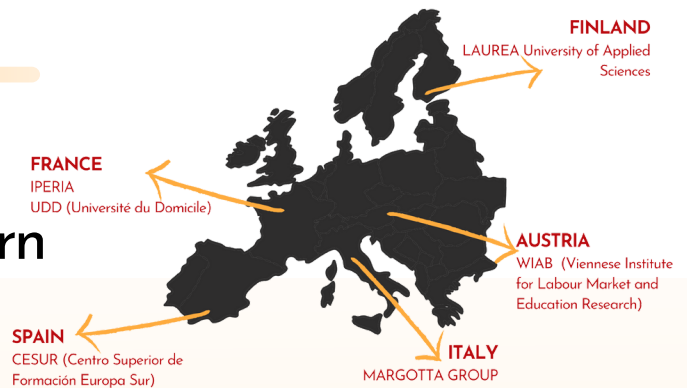 FINLAND
LAUREA University of Applied
Sciences
FRANCE
IPERIA
UDD (Université du Domicile)
rn
AUSTRIA
WIAB (Viennese Institute
for Labour Market and
Education Research)
SPAIN
CESUR (Centro Superior de
Formación Europa Sur)
ITALY
MARGOTTA GROUP